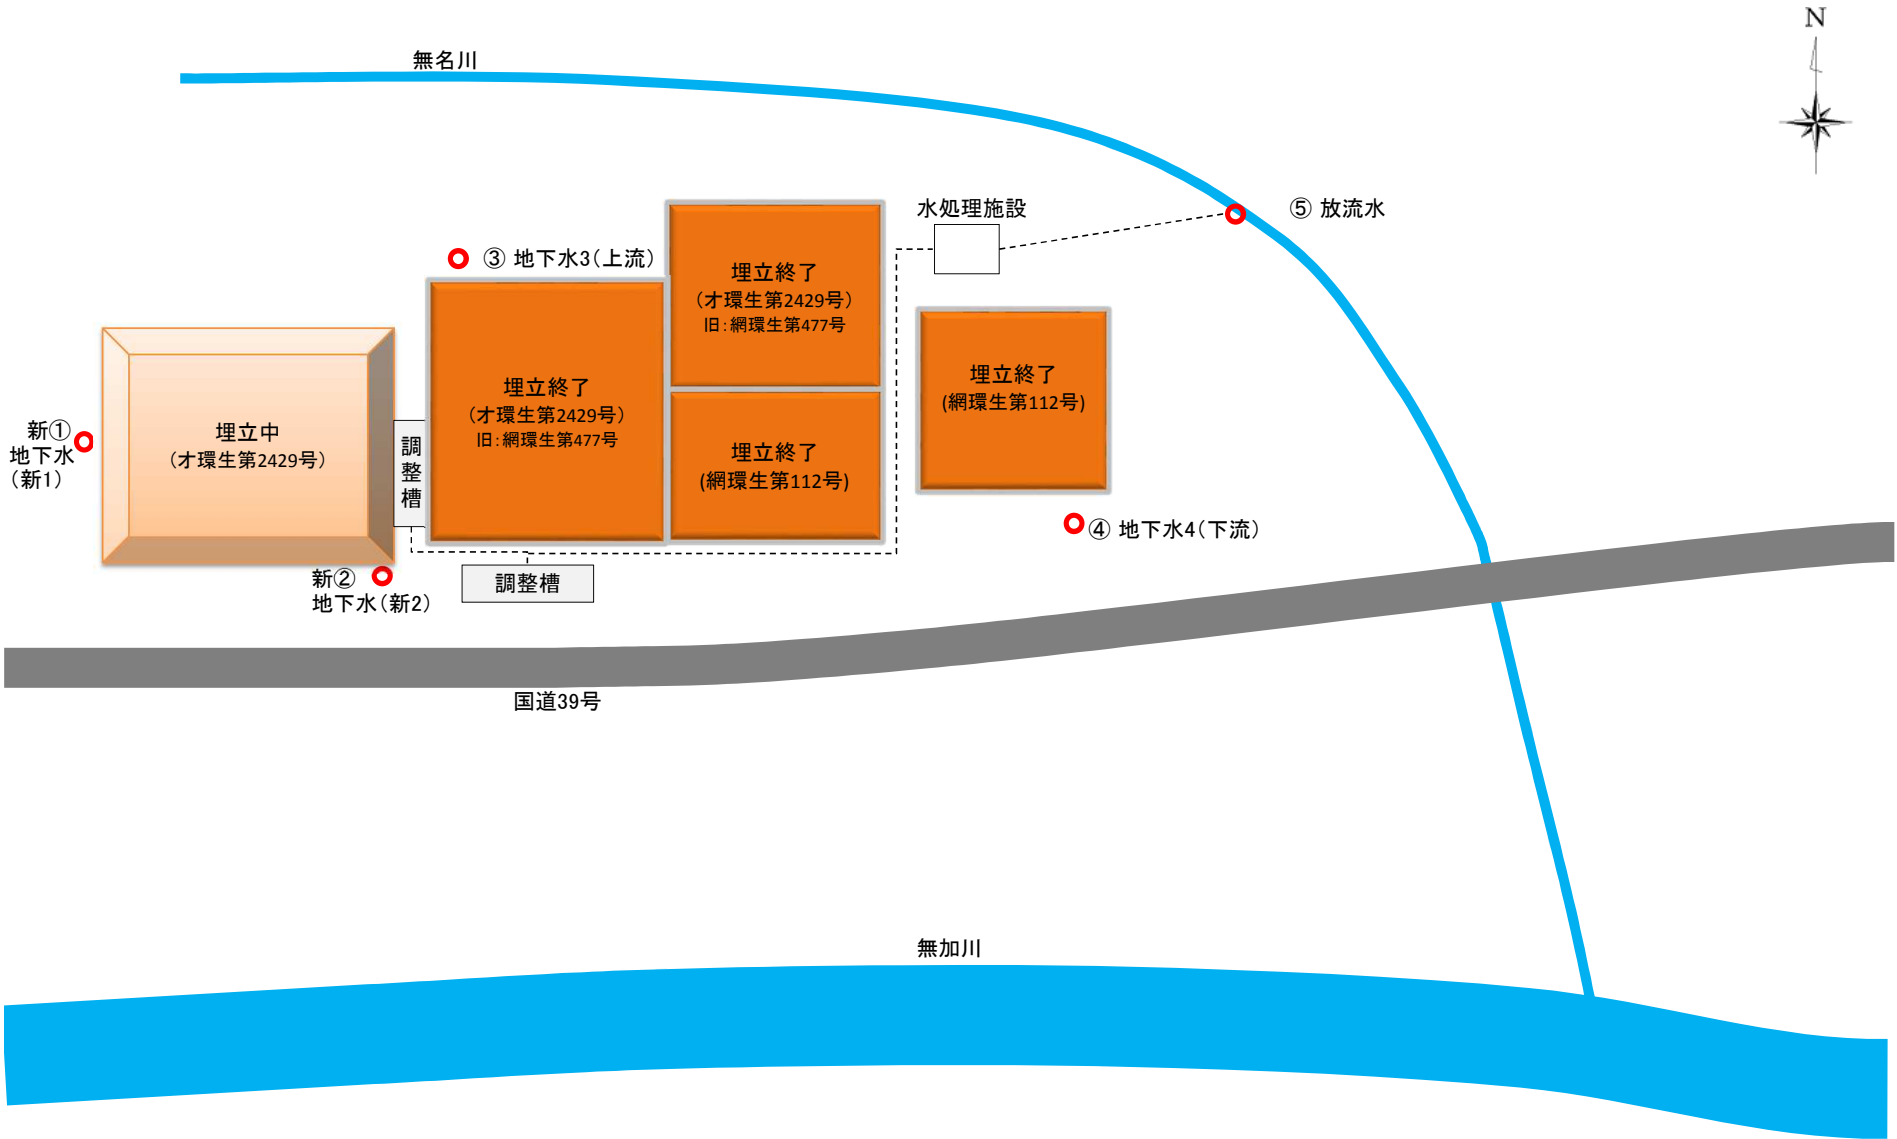 N
無名川
水処理施設
⑤ 放流水
③ 地下水3(上流)
埋立終了
(オ環生第2429号)
旧:網環生第477号
埋立終了
(オ環生第2429号)
旧:網環生第477号
埋立終了
(網環生第112号)
埋立終了
(網環生第112号)
埋立中
(オ環生第2429号)
調
整
槽
新①
地下水
(新1)
④ 地下水4(下流)
新②
地下水(新2)
調整槽
国道39号
無加川